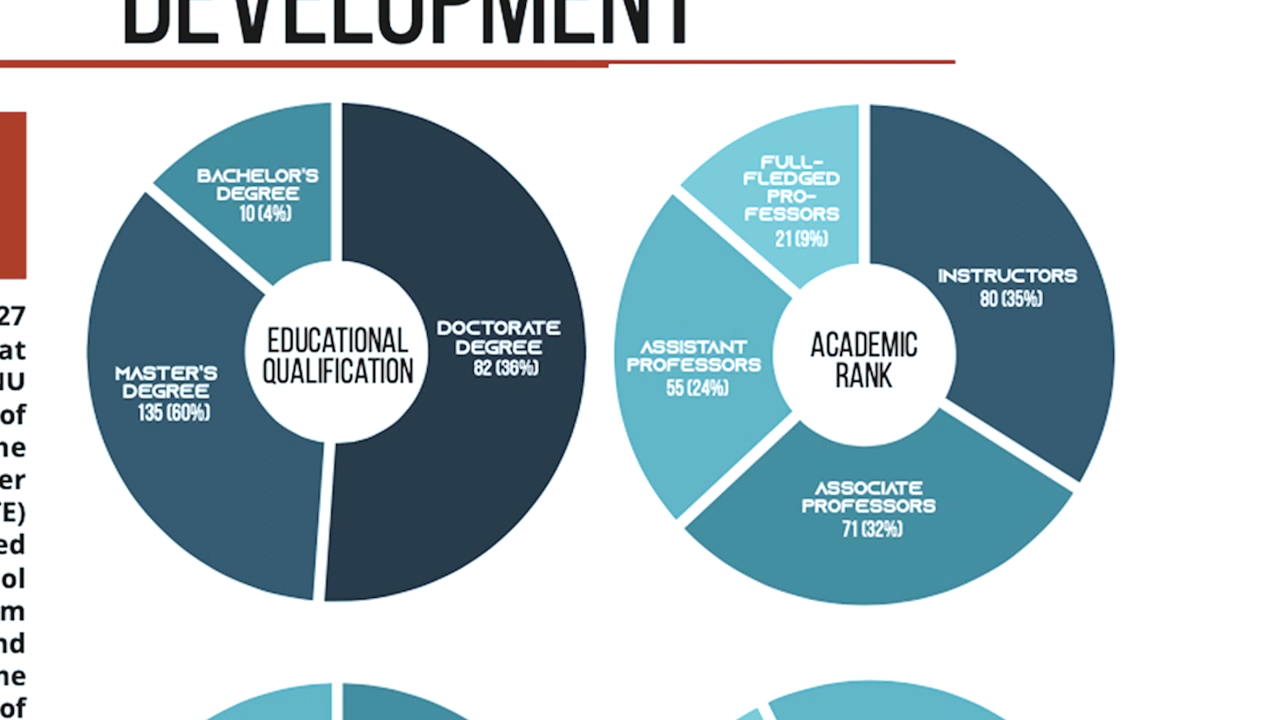 DEVELOPMENT
27
at
NU
of
he
er
TE)
ed
ol
m
nd
he
of
BACHELOR'S
DEGREE
10 (4%)
DOCTORATE
DEGREE
82 (36%)
MASTER'S
DEGREE
135 (60%)
EDUCATIONAL
QUALIFICATION
FULL-
FLEDGED
PRO-
FESSORS
21 (9%)
INSTRUCTORS
80 (35%)
ASSISTANT
PROFESSORS
55 (24%)
ACADEMIC
RANK
ASSOCIATE
PROFESSORS
71 (32%)